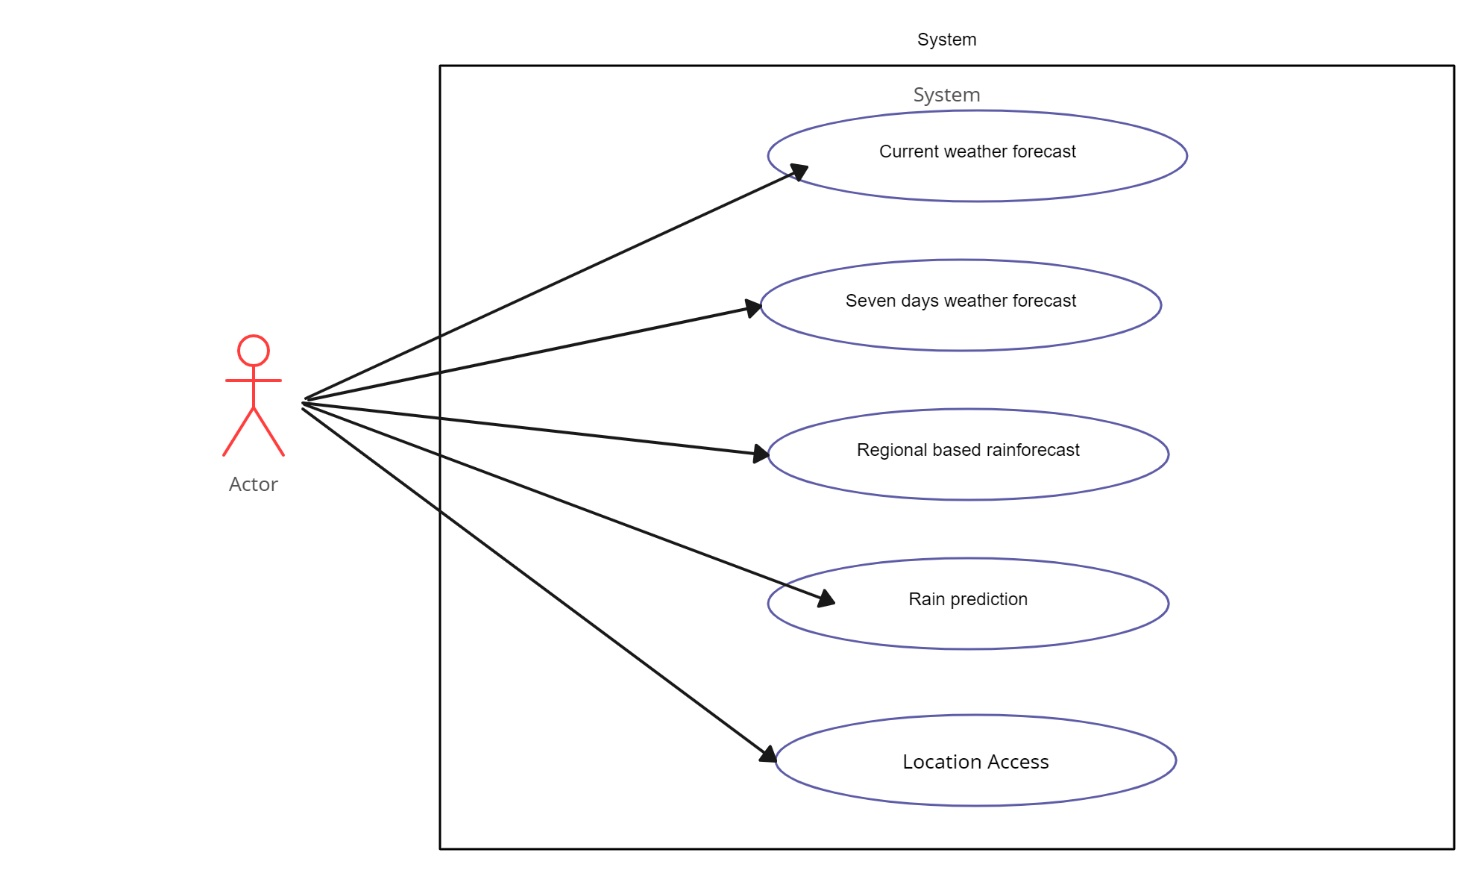 System
System
Current weather forecast
Seven days weather forecast
Regional based rainforecast
Actor
Rain prediction
Location Access